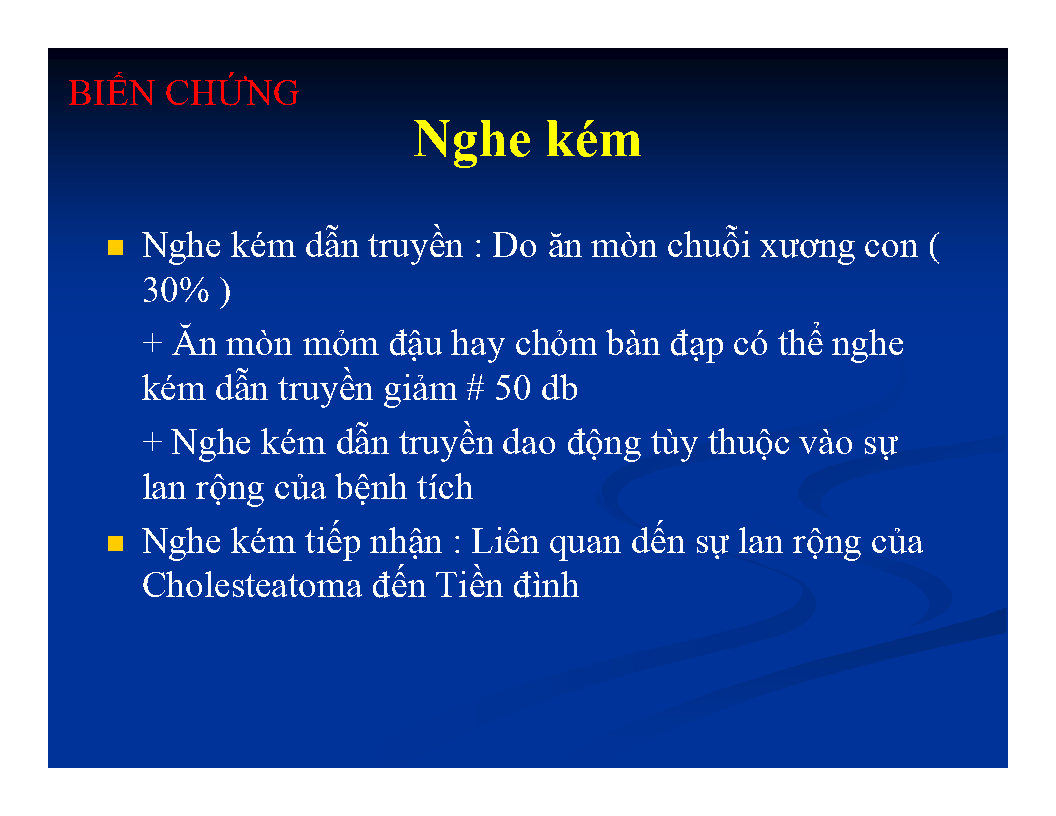 BIẾN CHỨNG
Nghe kém
Nghe kém dẫn truyền : Do ăn mòn chuỗi xương con (
30% )
+ Ăn mòn mỏm đậu hay chỏm bàn đạp có thể nghe
kém dẫn truyền giảm # 50 db
+ Nghe kém dẫn truyền dao động tùy thuộc vào sự
lan rộng của bệnh tích
Nghe kém tiếp nhận : Liên quan dến sự lan rộng của
Cholesteatoma đến Tiền đình